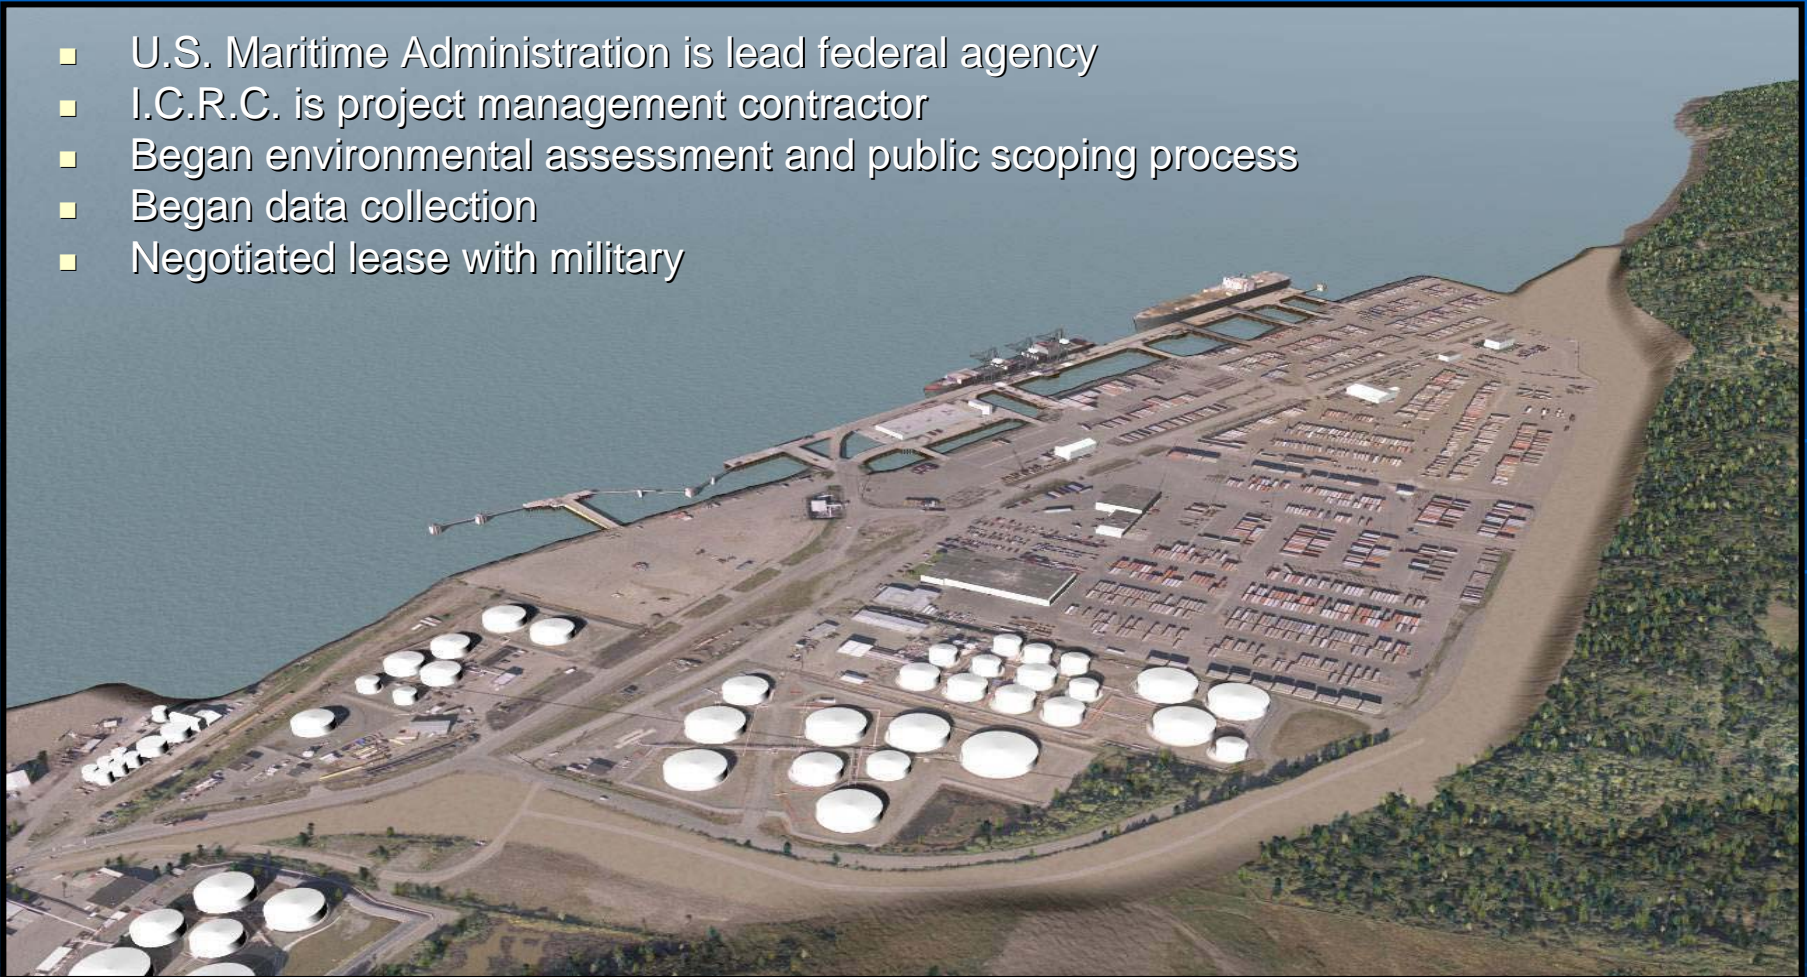 U.S. Maritime Administration is lead federal agency
I.C.R.C. is project management contractor
Began environmental assessment and public scoping process
Began data collection
Negotiated lease with military